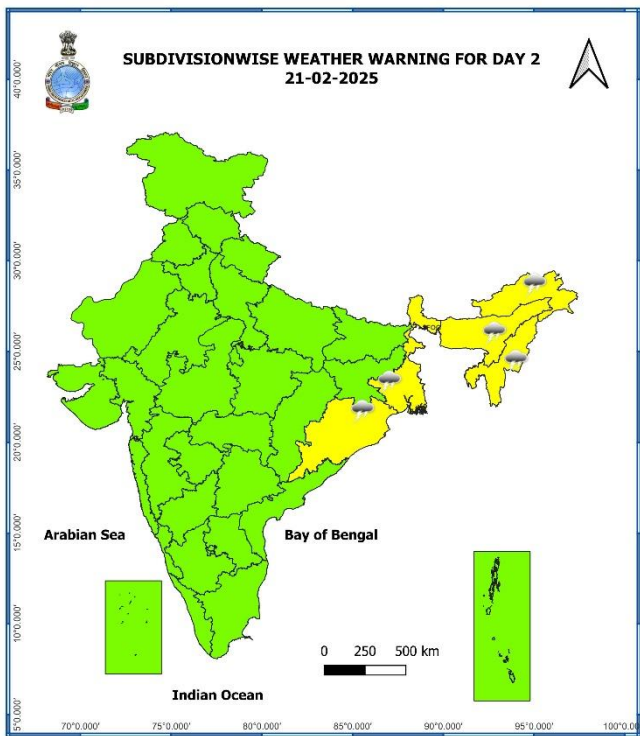 SUBDIVISIONWISE WEATHER WARNING FOR DAY 2
21-02-2025
40°0.000'
35°0.000'
30°0.000'
25°0.000'
20°0.000'
15°0.000'
10°0.000'
5°0.000'
Arabian Sea
Bay of Bengal
0 250 500 km
Indian Ocean
70°0.000' 75°0.000' 80°0.000' 85°0.000' 90°0.000' 95°0.000' 100°0.00